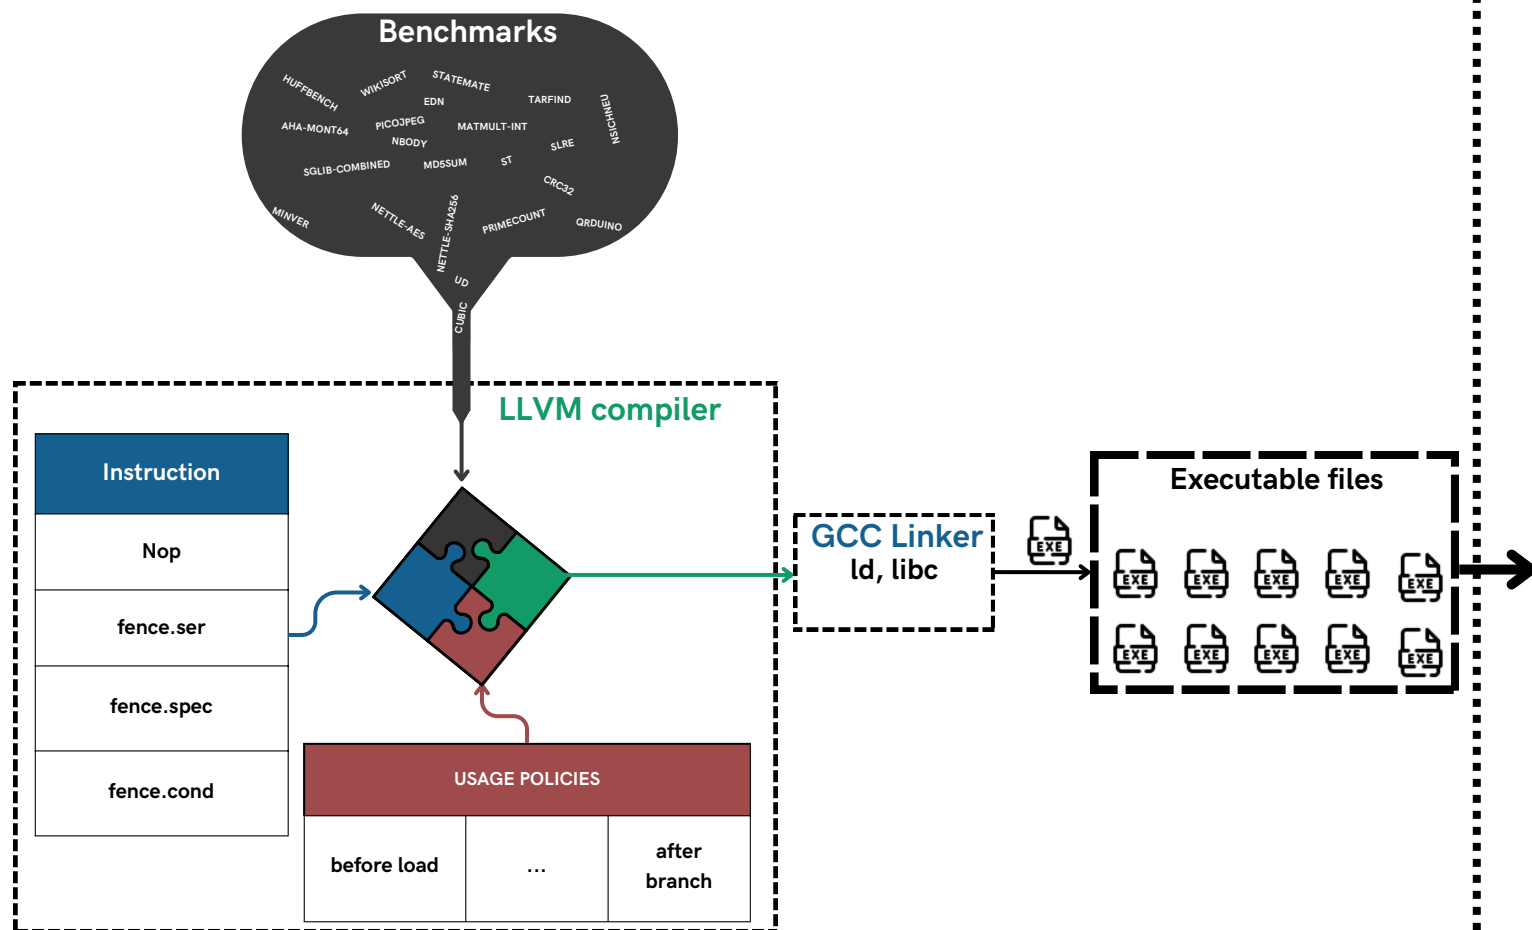 Benchmarks
HUFFBENCH
WIKISORT
STATEMATE
EDN
TARFIND
NSICHNEU
AHA-MONT64
PICOJPEG
MATMULT-INT
NBODY
SLRE
SGLIB-COMBINED
MD5SUM
ST
CRC32
MINVER
NETTLE-AES
NETTLE-SHA256
PRIMECOUNT
QRDUINO
UD
CUBIC
LLVM compiler
Instruction
Nop
fence.ser
fence.spec
fence.cond
USAGE POLICIES
before load
...
after
branch
GCC Linker
ld, libc
EXE
Executable files
EXE EXE EXE EXE EXE
EXE EXE EXE EXE EXE